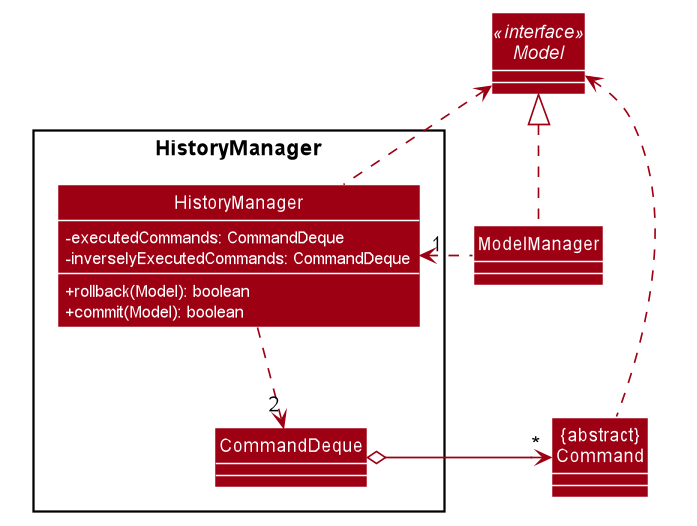 «interface»
Model
HistoryManager
HistoryManager
-executedCommands: CommandDeque
-inverselyExecutedCommands: CommandDeque
+rollback(Model): boolean
+commit(Model): boolean
1
ModelManager
2
CommandDeque
*
{abstract}
Command